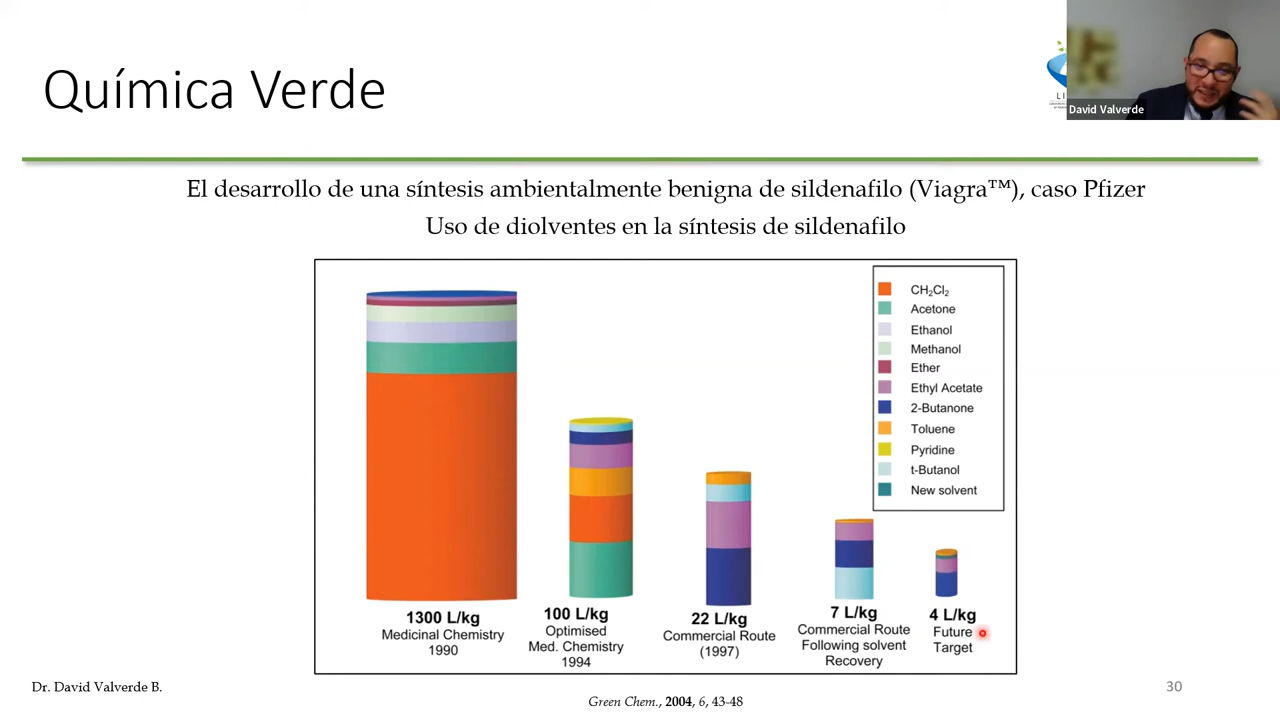 Química Verde
David Valverde
El desarrollo de una síntesis ambientalmente benigna de sildenafilo (Viagra™), caso Pfizer
Uso de diolventes en la síntesis de sildenafilo
CH₂Cl₂
Acetone
Ethanol
Methanol
Ether
Ethyl Acetate
2-Butanone
Toluene
Pyridine
t-Butanol
New solvent
1300 L/kg
Medicinal Chemistry
1990
100 L/kg
Optimised
Med. Chemistry
1994
22 L/kg
Commercial Route
(1997)
7 L/kg
Commercial Route
Following solvent
Recovery
4 L/kg
Future
Target
Dr. David Valverde B.
Green Chem., 2004, 6, 43-48
30